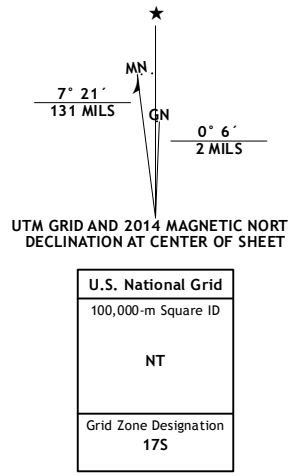 MN
GN
7° 21´
131 MILS
0° 6´
2 MILS
UTM GRID AND 2014 MAGNETIC NORT
DECLINATION AT CENTER OF SHEET
U.S. National Grid
100,000-m Square ID
NT
Grid Zone Designation
17S